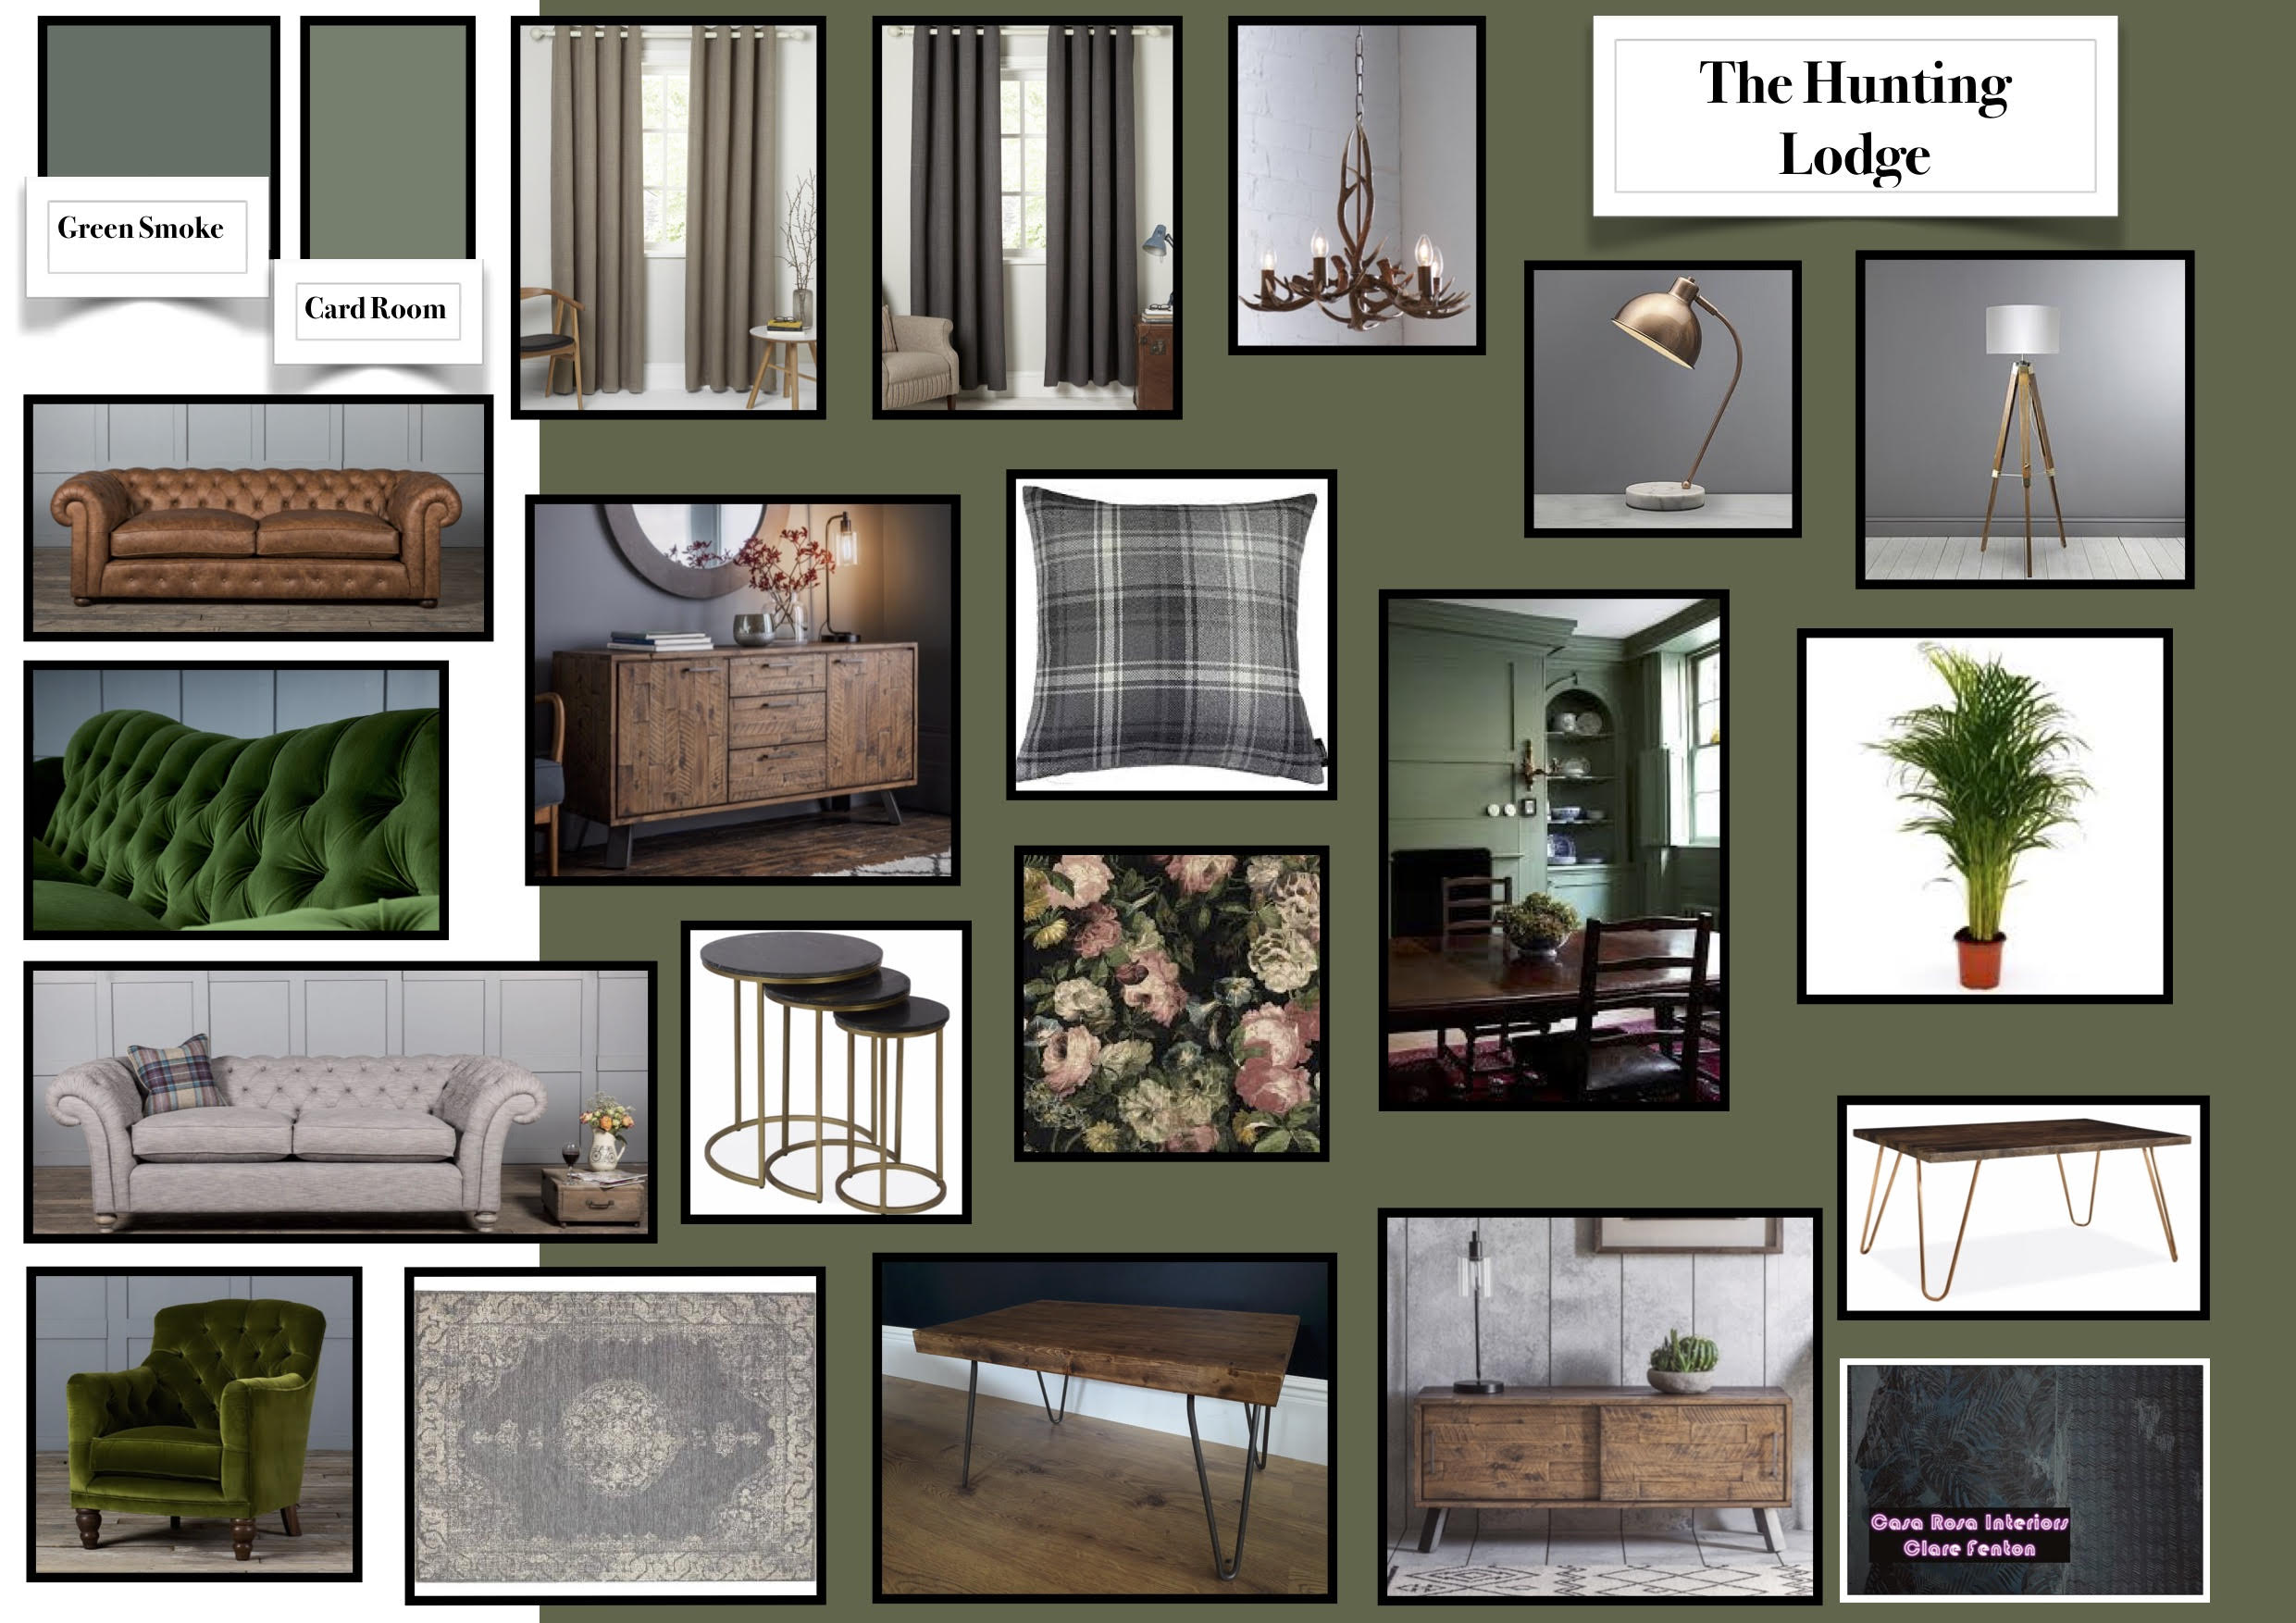 The Hunting
Lodge
Green Smoke
Card Room
Casa Rosa Interiors
Clare Fenton